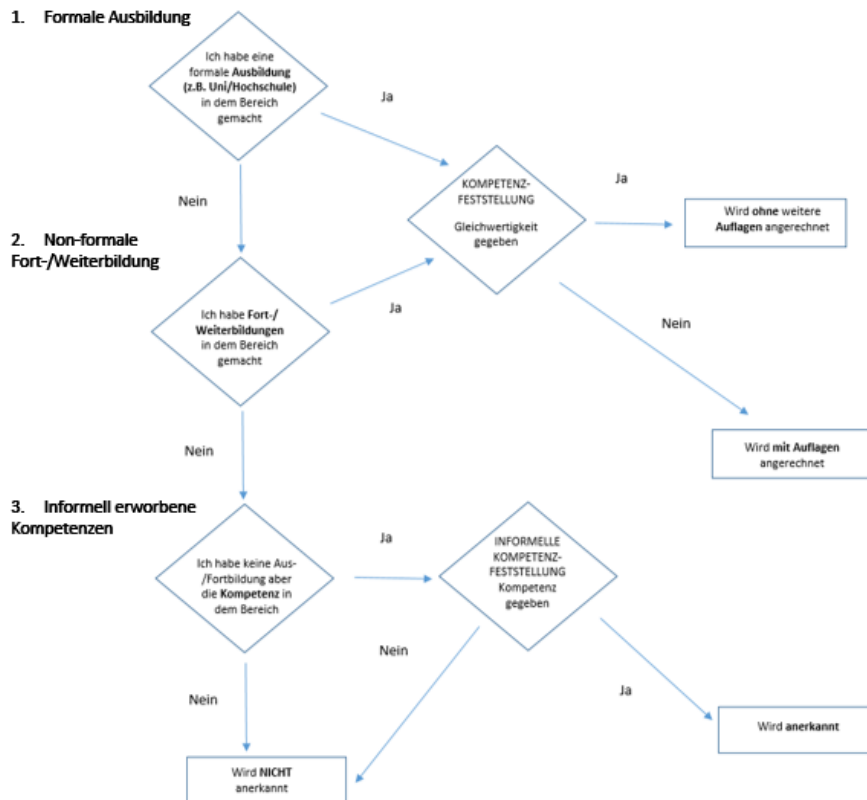 1. Formale Ausbildung
Ich habe eine
formale Ausbildung
(z.B. Uni/Hochschule)
in dem Bereich
gemacht
Ja
Nein
KOMPETENZ-
FESTSTELLUNG
Gleichwertigkeit
gegeben
Ja
Wird ohne weitere
Auflagen angerechnet
2. Non-formale
Fort-/Weiterbildung
Ich habe Fort-/
Weiterbildungen
in dem Bereich
gemacht
Ja
Nein
Nein
Wird mit Auflagen
angerechnet
3. Informell erworbene
Kompetenzen
Ich habe keine Aus-
/Fortbildung aber
die Kompetenz in
dem Bereich
Ja
INFORMELLE
KOMPETENZ-
FESTSTELLUNG
Kompetenz
gegeben
Nein
Nein
Ja
Wird anerkannt
Wird NICHT
anerkannt